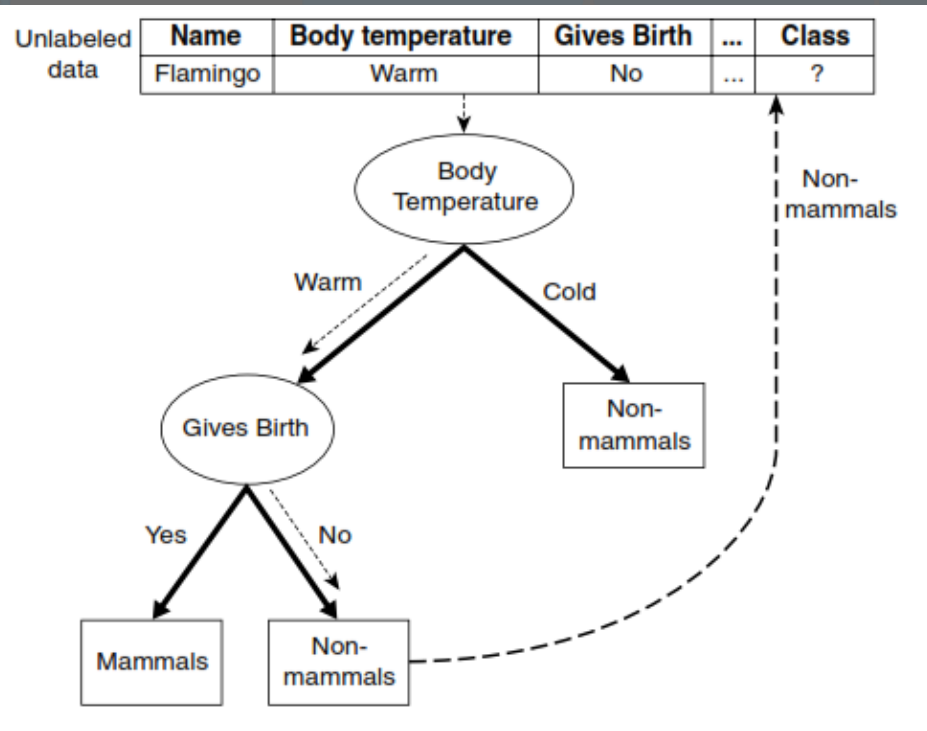 Unlabeled data
Name Body temperature Gives Birth ... Class
Flamingo Warm No ... ?
Body
Temperature
Non-
mammals
Warm
Cold
Gives Birth
Non-
mammals
Yes
No
Mammals
Non-
mammals